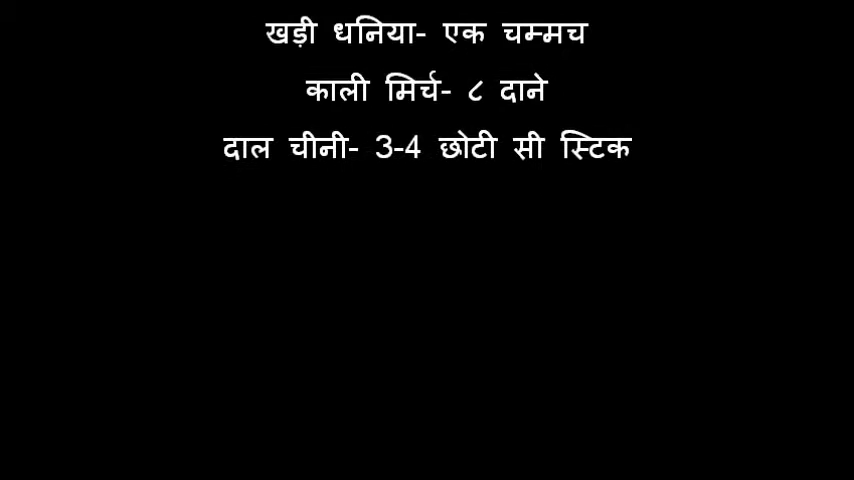 खड़ी धनिया- एक चम्मच
काली मिर्च- ८ दाने
दाल चीनी- 3-4 छोटी सी स्टिक